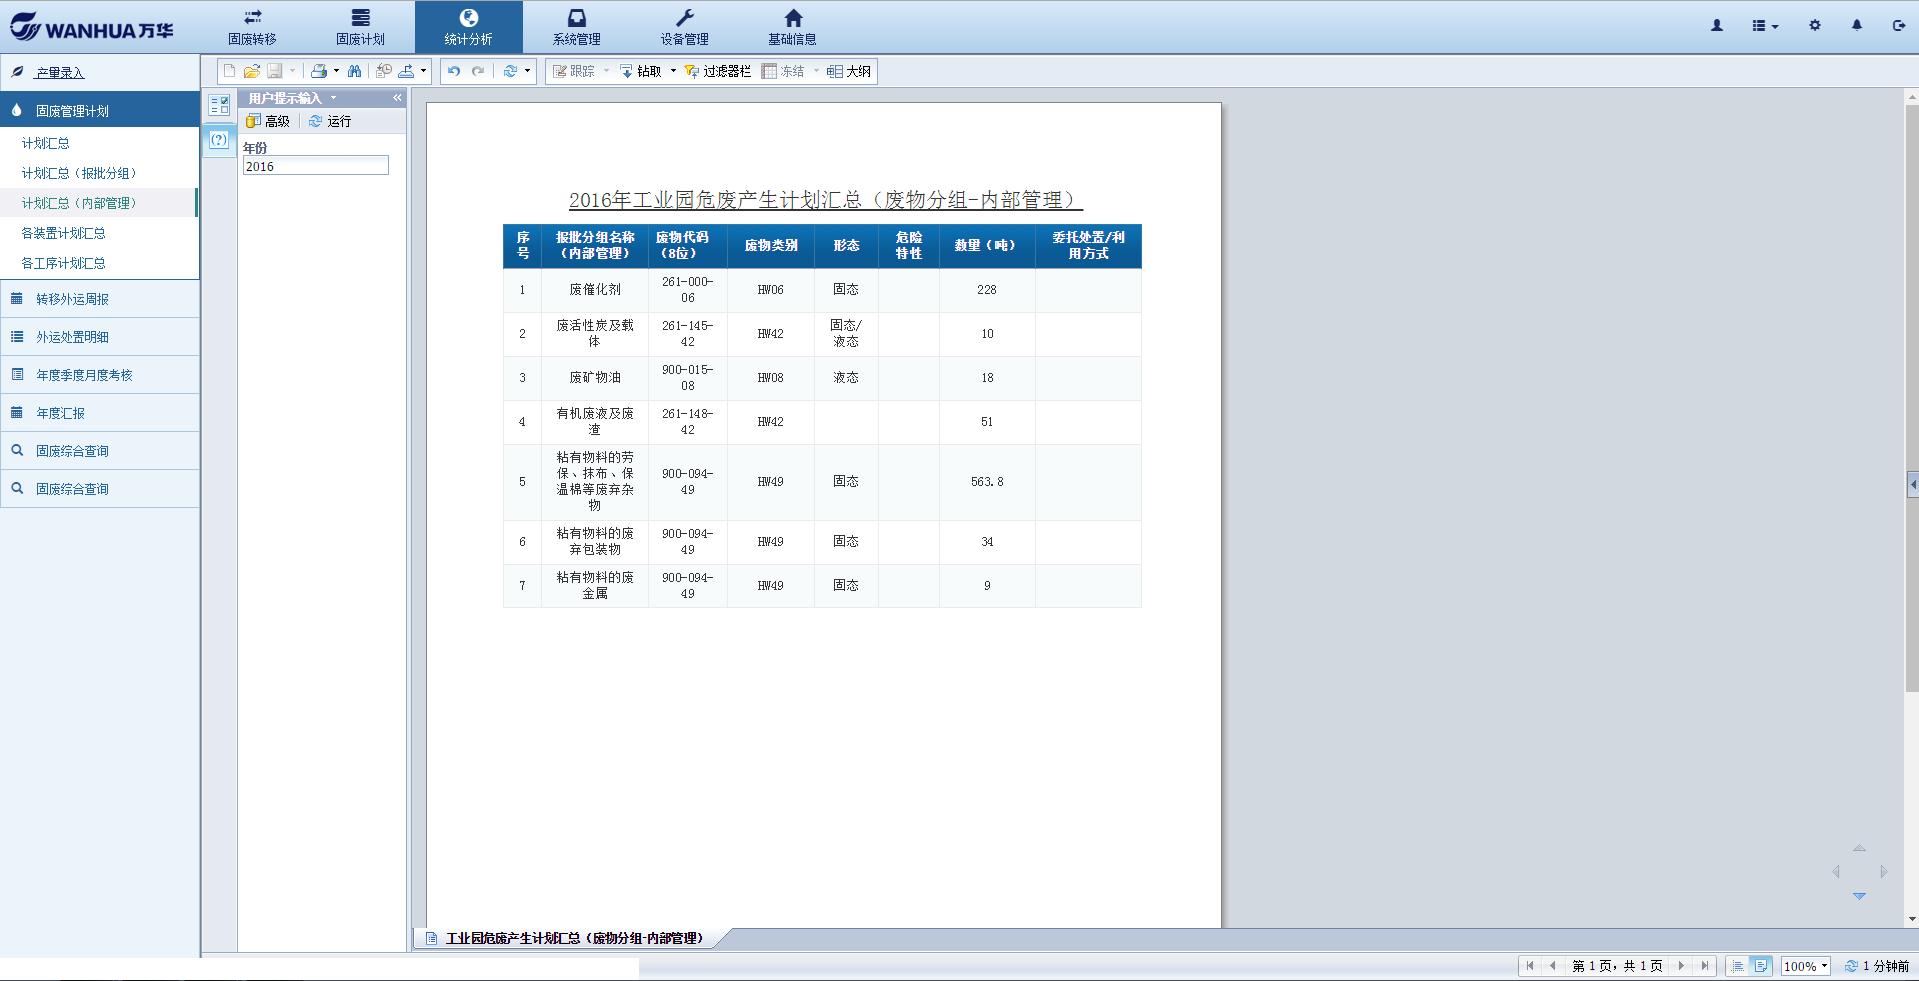 WANHUA万华
固废转移
固废计划
统计分析
系统管理
设备管理
基础信息
产量录入
固废管理计划
计划汇总
计划汇总（报批分组）
计划汇总（内部管理）
各装置计划汇总
各工序计划汇总
转移外运周报
外运处置明细
年度季度月度考核
年度汇报
固废综合查询
固废综合查询
跟踪 钻取 过滤器栏 冻结 大纲
用户提示输入
高级 运行
年份
2016
2016年工业园危废产生计划汇总（废物分组-内部管理）
序号 报批分组名称（内部管理） 废物代码（8位） 废物类别 形态 危险特性 数量（吨） 委托处置/利用方式
1 废催化剂 261-000-06 HW06 固态 228
2 废活性炭及载体 261-145-42 HW42 固态/液态 10
3 废矿物油 900-015-08 HW08 液态 18
4 有机废液及废渣 261-148-42 HW42 51
5 粘有物料的劳保、抹布、保温棉等废弃杂物 900-094-49 HW49 固态 563.8
6 粘有物料的废弃包装物 900-094-49 HW49 固态 34
7 粘有物料的废金属 900-094-49 HW49 固态 9
工业园危废产生计划汇总（废物分组-内部管理）
第 1 页，共 1 页
100%
1 分钟前